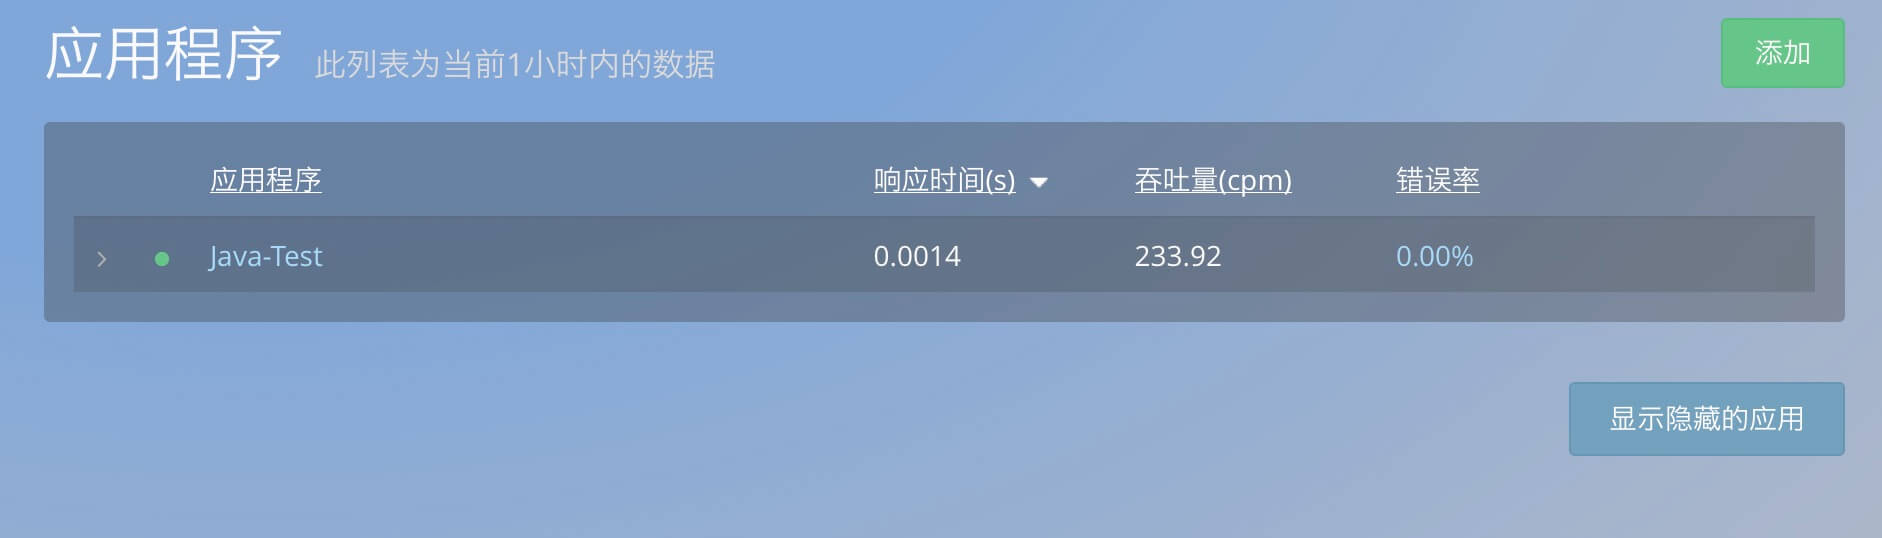 应用程序 此列表为当前1小时内的数据 添加
应用程序 响应时间(s) 吞吐量(cpm) 错误率
Java-Test 0.0014 233.92 0.00%
显示隐藏的应用